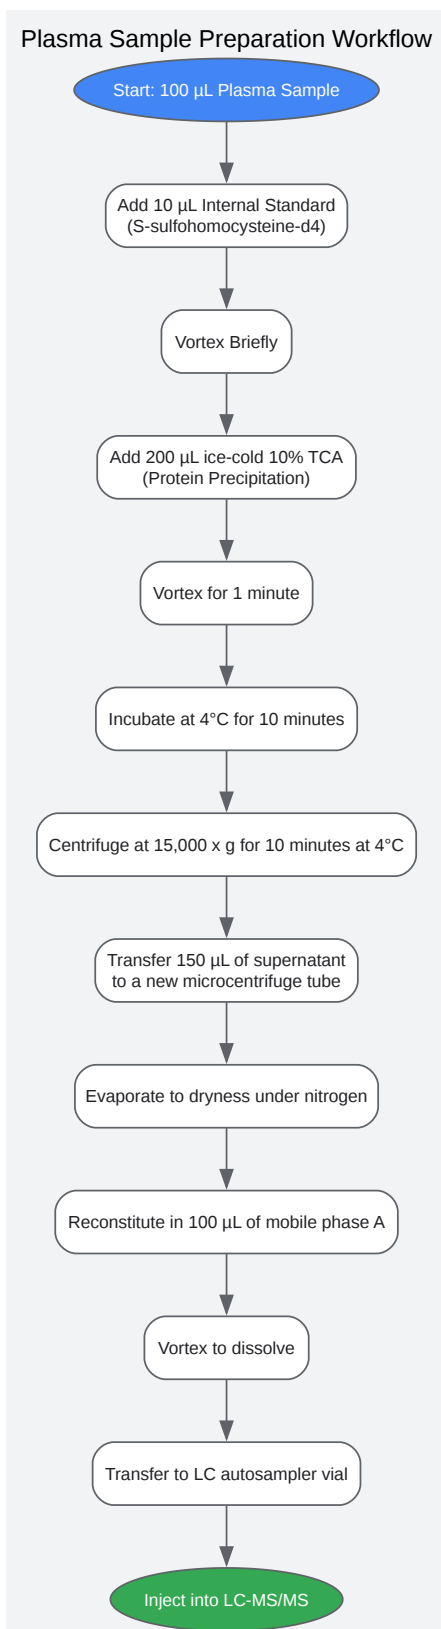 Plasma Sample Preparation Workflow
Start: 100 µL Plasma Sample
Add 10 µL Internal Standard
(S-sulfohomocysteine-d4)
Vortex Briefly
Add 200 µL ice-cold 10% TCA
(Protein Precipitation)
Vortex for 1 minute
Incubate at 4°C for 10 minutes
Centrifuge at 15,000 x g for 10 minutes at 4°C
Transfer 150 µL of supernatant
to a new microcentrifuge tube
Evaporate to dryness under nitrogen
Reconstitute in 100 µL of mobile phase A
Vortex to dissolve
Transfer to LC autosampler vial
Inject into LC-MS/MS